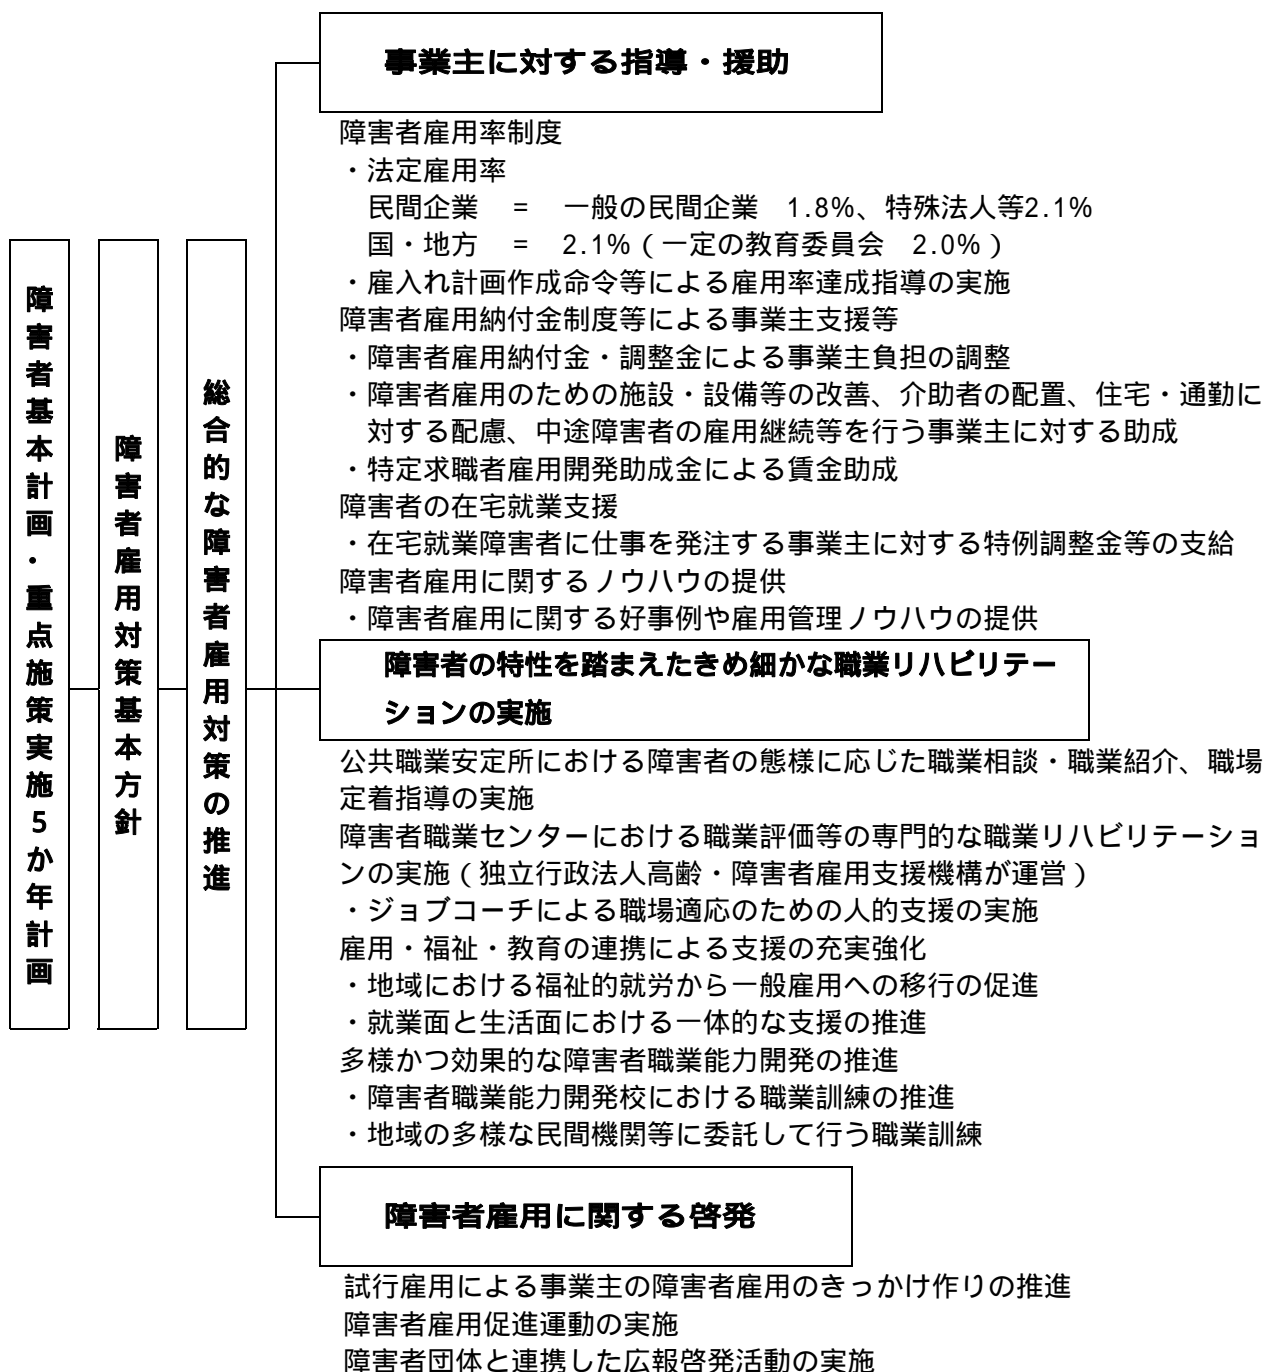 障害者基本計画・重点施策実施５か年計画
障害者雇用対策基本方針
総合的な障害者雇用対策の推進
事業主に対する指導・援助
障害者雇用率制度
・法定雇用率
民間企業　=　一般の民間企業　1.8%、特殊法人等2.1%
国・地方　=　2.1%（一定の教育委員会　2.0%）
・雇入れ計画作成命令等による雇用率達成指導の実施
障害者雇用納付金制度等による事業主支援等
・障害者雇用納付金・調整金による事業主負担の調整
・障害者雇用のための施設・設備等の改善、介助者の配置、住宅・通勤に
対する配慮、中途障害者の雇用継続等を行う事業主に対する助成
・特定求職者雇用開発助成金による賃金助成
障害者の在宅就業支援
・在宅就業障害者に仕事を発注する事業主に対する特例調整金等の支給
障害者雇用に関するノウハウの提供
・障害者雇用に関する好事例や雇用管理ノウハウの提供
障害者の特性を踏まえたきめ細かな職業リハビリテー
ションの実施
公共職業安定所における障害者の態様に応じた職業相談・職業紹介、職場
定着指導の実施
障害者職業センターにおける職業評価等の専門的な職業リハビリテーショ
ンの実施（独立行政法人高齢・障害者雇用支援機構が運営）
・ジョブコーチによる職場適応のための人的支援の実施
雇用・福祉・教育の連携による支援の充実強化
・地域における福祉的就労から一般雇用への移行の促進
・就業面と生活面における一体的な支援の推進
多様かつ効果的な障害者職業能力開発の推進
・障害者職業能力開発校における職業訓練の推進
・地域の多様な民間機関等に委託して行う職業訓練
障害者雇用に関する啓発
試行雇用による事業主の障害者雇用のきっかけ作りの推進
障害者雇用促進運動の実施
障害者団体と連携した広報啓発活動の実施